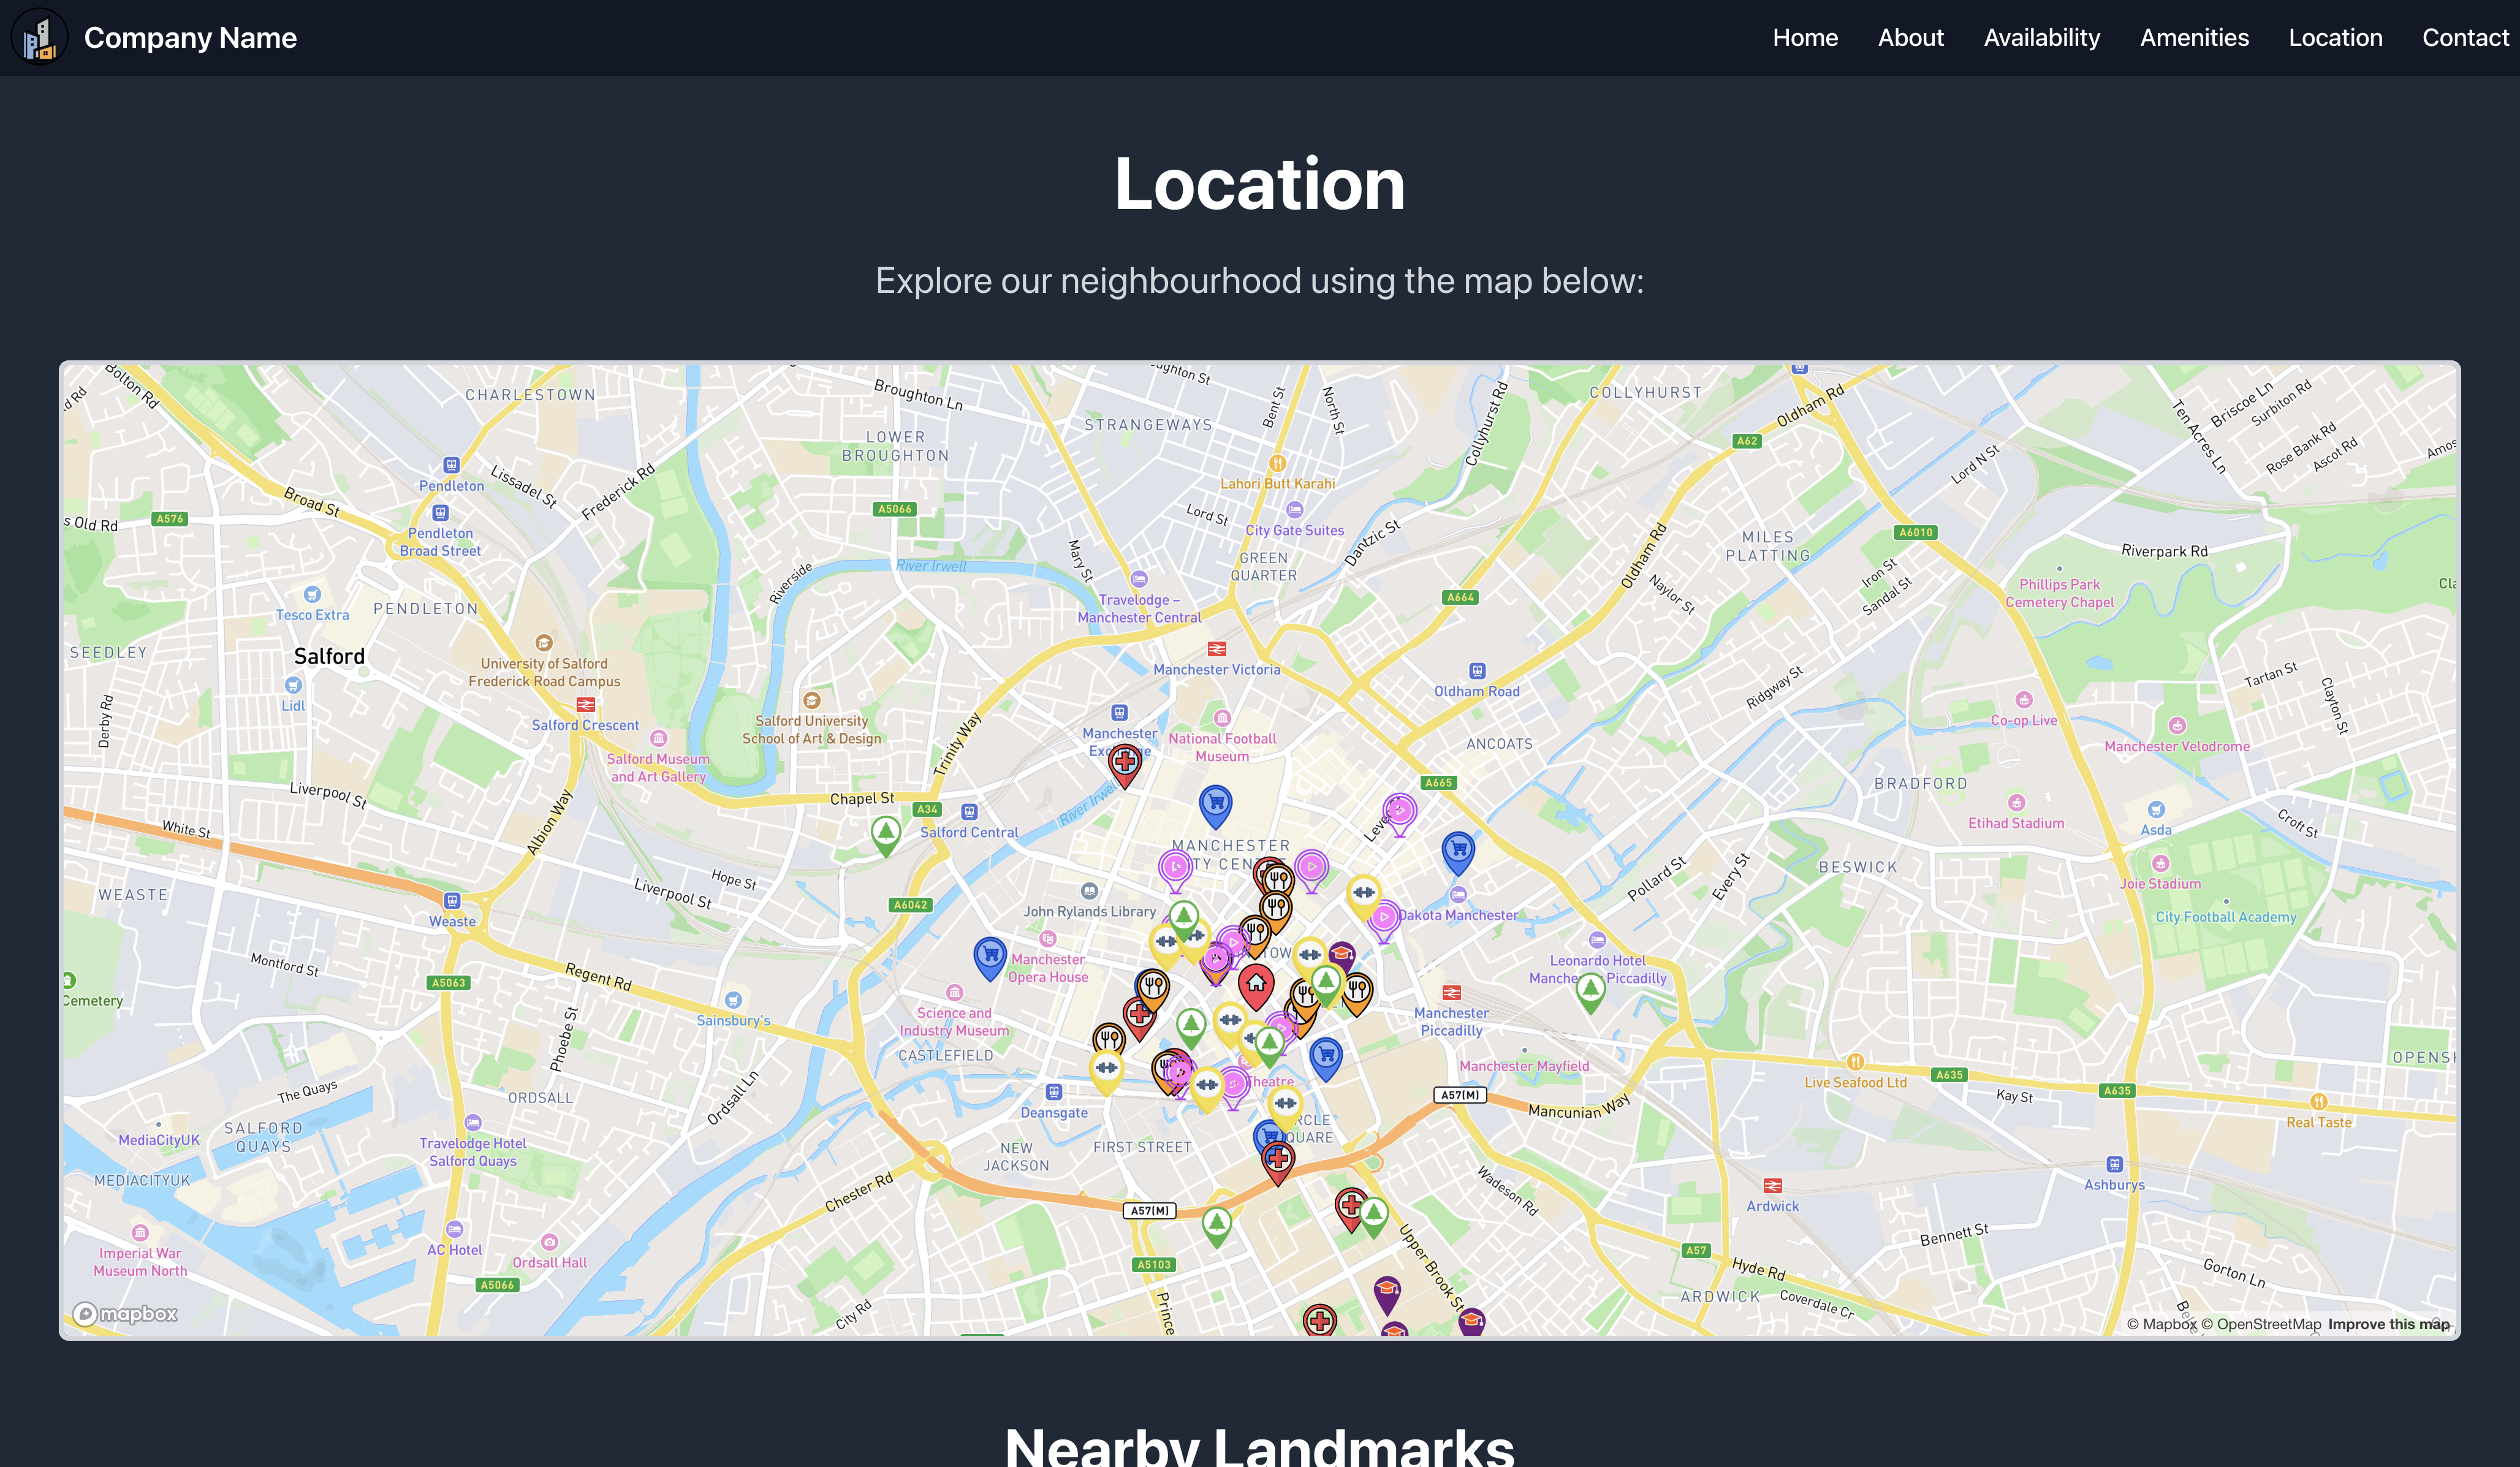 Company Name
Home
About
Availability
Amenities
Location
Contact
Location
Explore our neighbourhood using the map below:
Bolton Rd
CHARLESTOWN
Broughton Ln
STRANGEWAYS
Bent St
North St
Collyhurst Rd
COLLYHURST
Oldham Rd
Ten Acres Ln
Briscoe Ln
Surbiton Rd
Rose Bank Rd
Ascot Rd
LOWER
BROUGHTON
A62
Pendleton
Lissadel St
Frederick Rd
Lahori Butt Karahi
Lord N St
Broad St
A576
A5066
Lord St
City Gate Suites
s Old Rd
Pendleton
Broad Street
Mary St
GREEN
QUARTER
Dantzic St
Oldham Rd
MILES
PLATTING
A6010
Riverpark Rd
River Irwell
Riverside
Iron St
Sandal St
Naylor St
Phillips Park
Cemetery Chapel
Tesco Extra
PENDLETON
Travelodge –
Manchester Central
A664
SEEDLEY
Salford
University of Salford
Frederick Road Campus
Manchester Victoria
Oldham Road
Ridgway St
Tartan St
Clayton St
Lidl
Derby Rd
Salford Crescent
Salford University
School of Art & Design
Trinity Way
Manchester
National Football
Museum
ANCOATS
Co-op Live
Manchester Velodrome
Salford Museum
and Art Gallery
Liverpool St
Chapel St
A34
River Irwell
A665
BRADFORD
White St
Albion Way
Salford Central
Etihad Stadium
Asda
Croft St
MANCHESTER
Pollard St
Every St
BESWICK
Joie Stadium
WEASTE
Liverpool St
Hope St
A6042
John Rylands Library
Dakota Manchester
City Football Academy
Weaste
Montford St
Regent Rd
Manchester
Opera House
Leonardo Hotel
Piccadilly
A5063
Cemetery
Sainsbury's
Science and
Industry Museum
Manchester
Piccadilly
Phoebe St
CASTLEFIELD
Manchester Mayfield
Live Seafood Ltd
A635
A635
The Quays
ORDSALL
Ordsall Ln
Deansgate
Theatre
A57(M)
Mancunian Way
Kay St
Real Taste
MediaCityUK
SALFORD
QUAYS
Travelodge Hotel
Salford Quays
NEW
JACKSON
FIRST STREET
MEDIACITYUK
Chester Rd
A57(M)
Wadeson Rd
Ardwick
Ashburys
Imperial War
Museum North
AC Hotel
Ordsall Hall
A5066
A5103
City Rd
Upper Brook St
A57
Hyde Rd
Bennett St
Gorton Ln
ARDWICK
Coverdale Cr
mapbox
© Mapbox © OpenStreetMap Improve this map
Nearby Landmarks